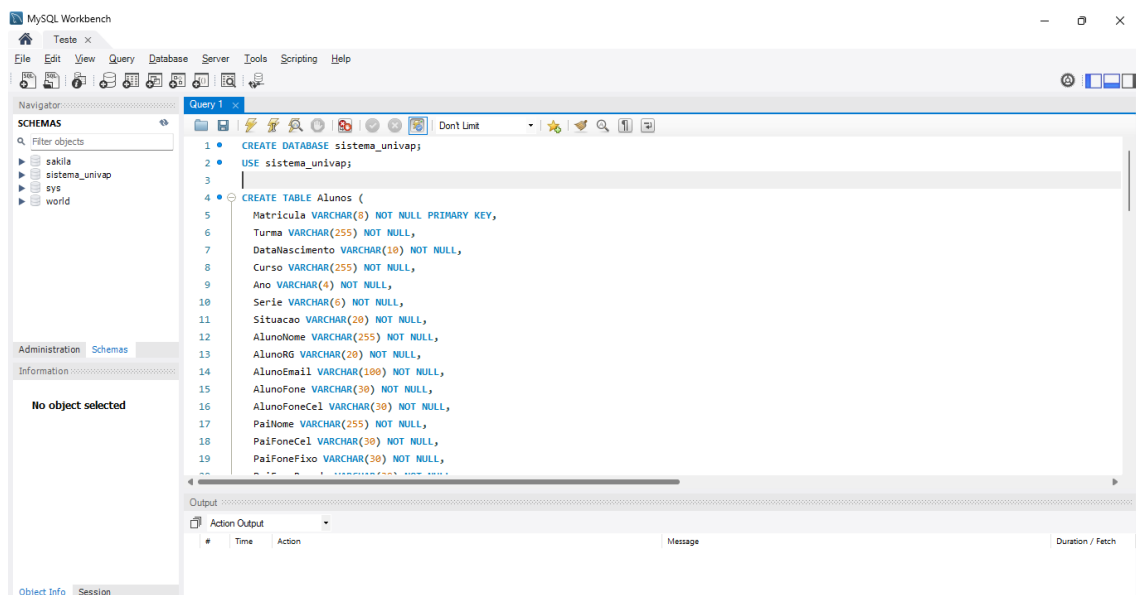 MySQL Workbench
Teste
File Edit View Query Database Server Tools Scripting Help
Navigator
SCHEMAS
Filter objects
sakila
sistema_univap
sys
world
Administration Schemas
Information
No object selected
Object Info Session
Query 1
Don't Limit
1 CREATE DATABASE sistema_univap;
2 USE sistema_univap;
3
4 CREATE TABLE Alunos (
5 Matricula VARCHAR(8) NOT NULL PRIMARY KEY,
6 Turma VARCHAR(255) NOT NULL,
7 DataNascimento VARCHAR(10) NOT NULL,
8 Curso VARCHAR(255) NOT NULL,
9 Ano VARCHAR(4) NOT NULL,
10 Serie VARCHAR(6) NOT NULL,
11 Situacao VARCHAR(20) NOT NULL,
12 AlunoNome VARCHAR(255) NOT NULL,
13 AlunoRG VARCHAR(20) NOT NULL,
14 AlunoEmail VARCHAR(100) NOT NULL,
15 AlunoFone VARCHAR(30) NOT NULL,
16 AlunoFoneCel VARCHAR(30) NOT NULL,
17 PaiNome VARCHAR(255) NOT NULL,
18 PaiFoneCel VARCHAR(30) NOT NULL,
19 PaiFoneFixo VARCHAR(30) NOT NULL,
Output
Action Output
# Time Action Message Duration / Fetch